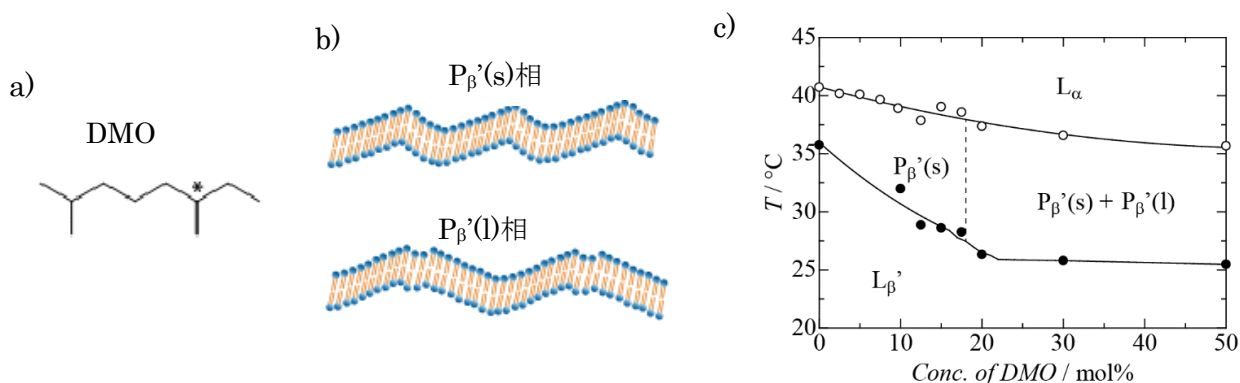 a)
DMO
*
b)
Pβ’(s)相
Pβ’(l)相
c)
45
40
35
30
25
20
T / °C
Lα
Pβ’(s)
Pβ’(s) + Pβ’(l)
Lβ’
0 10 20 30 40 50
Conc. of DMO / mol%